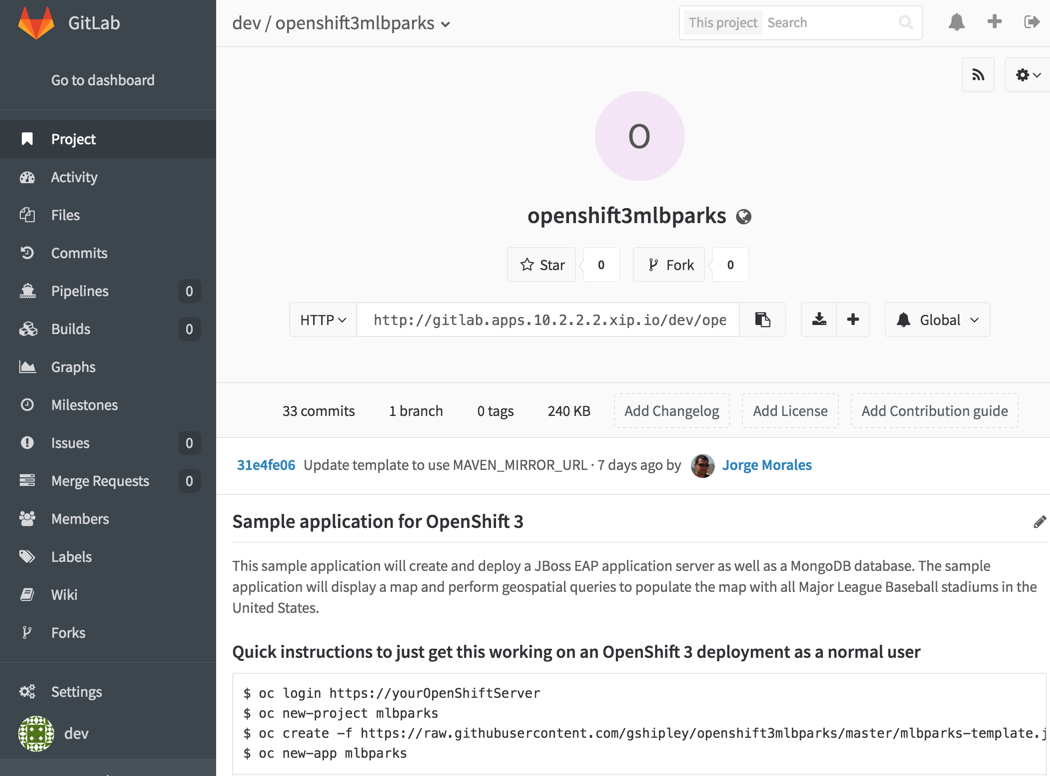 GitLab
Go to dashboard
Project
Activity
Files
Commits
Pipelines 0
Builds 0
Graphs
Milestones
Issues 0
Merge Requests 0
Members
Labels
Wiki
Forks
Settings
dev
dev / openshift3mlbparks
This project Search
O
openshift3mlbparks
Star 0 Fork 0
HTTP http://gitlab.apps.10.2.2.2.xip.io/dev/ope Global
33 commits 1 branch 0 tags 240 KB Add Changelog Add License Add Contribution guide
31e4fe06 Update template to use MAVEN_MIRROR_URL · 7 days ago by Jorge Morales
Sample application for OpenShift 3
This sample application will create and deploy a JBoss EAP application server as well as a MongoDB database. The sample
application will display a map and perform geospatial queries to populate the map with all Major League Baseball stadiums in the
United States.
Quick instructions to just get this working on an OpenShift 3 deployment as a normal user
$ oc login https://yourOpenShiftServer
$ oc new-project mlbparks
$ oc create -f https://raw.githubusercontent.com/gshipley/openshift3mlbparks/master/mlbparks-template.j
$ oc new-app mlbparks